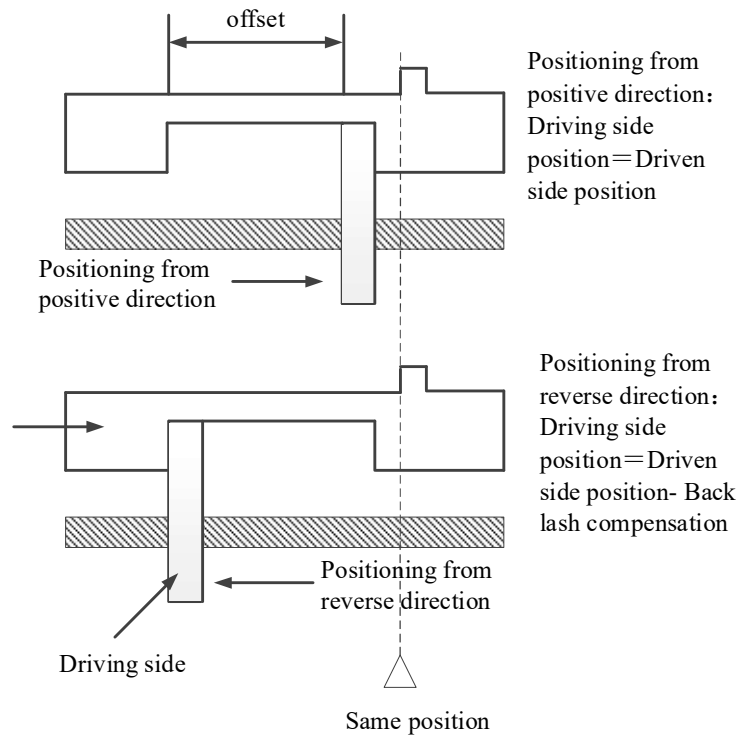 offset
Positioning from
positive direction：
Driving side
position＝Driven
side position
Positioning from
positive direction
Positioning from
reverse direction：
Driving side
position＝Driven
side position- Back
lash compensation
Positioning from
reverse direction
Driving side
Same position